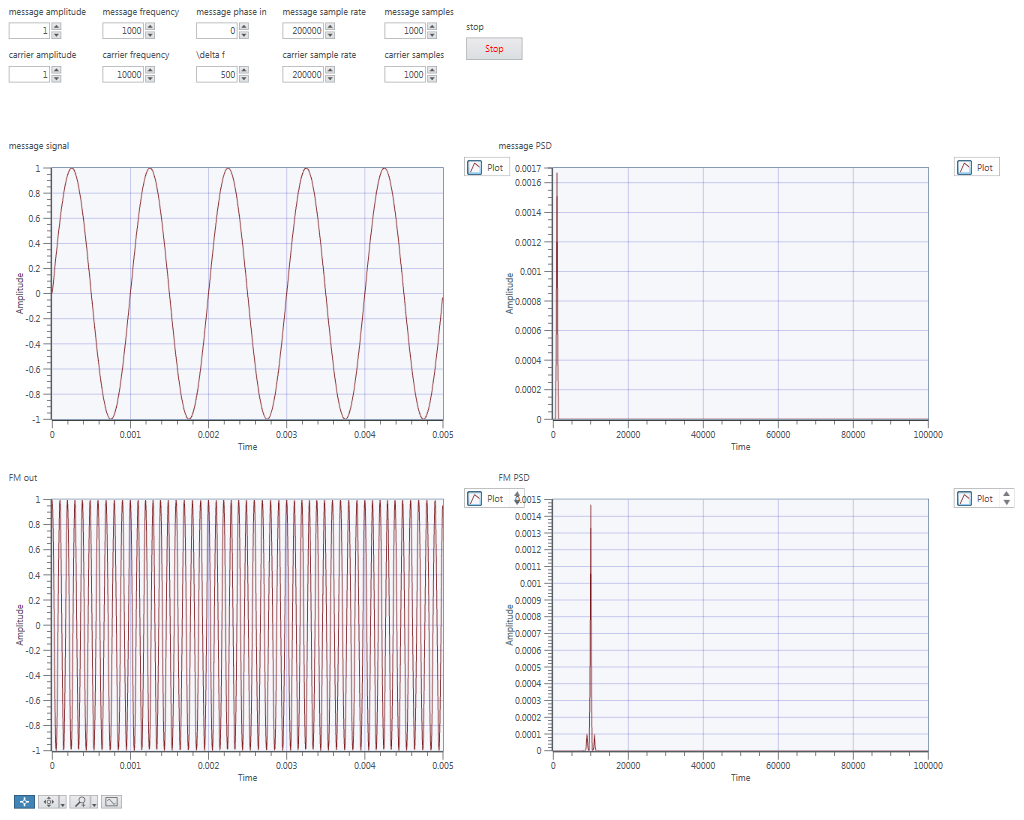 message amplitude message frequency message phase in message sample rate message samples
1 1000 0 200000 1000
stop
Stop
carrier amplitude carrier frequency \delta f carrier sample rate carrier samples
1 10000 500 200000 1000
message signal
Plot
Amplitude
1
0.8
0.6
0.4
0.2
0
-0.2
-0.4
-0.6
-0.8
-1
0 0.001 0.002 0.003 0.004 0.005
Time
message PSD
Plot
Amplitude
0.0017
0.0016
0.0014
0.0012
0.001
0.0008
0.0006
0.0004
0.0002
0
0 20000 40000 60000 80000 100000
Time
FM out
Plot
Amplitude
1
0.8
0.6
0.4
0.2
0
-0.2
-0.4
-0.6
-0.8
-1
0 0.001 0.002 0.003 0.004 0.005
Time
FM PSD
Plot
Amplitude
0.0015
0.0014
0.0013
0.0012
0.0011
0.001
0.0009
0.0008
0.0007
0.0006
0.0005
0.0004
0.0003
0.0002
0.0001
0
0 20000 40000 60000 80000 100000
Time